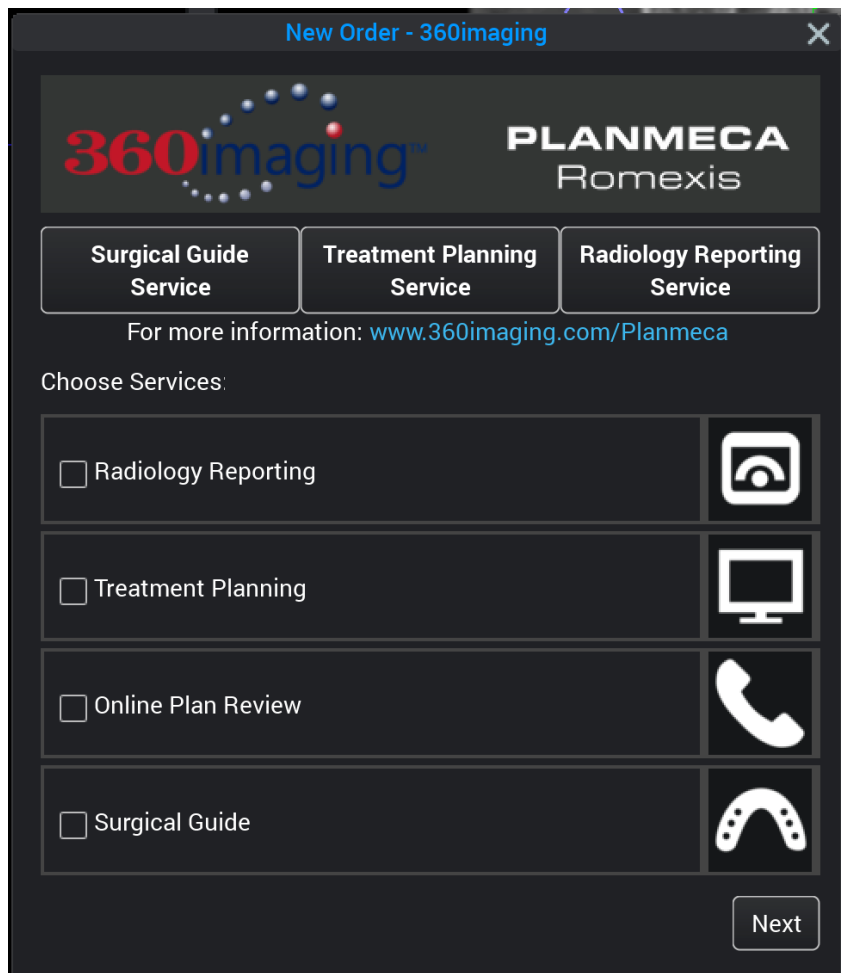 New Order - 360imaging
360imaging™
PLANMECA
Romexis
Surgical Guide
Service
Treatment Planning
Service
Radiology Reporting
Service
For more information: www.360imaging.com/Planmeca
Choose Services:
Radiology Reporting
Treatment Planning
Online Plan Review
Surgical Guide
Next